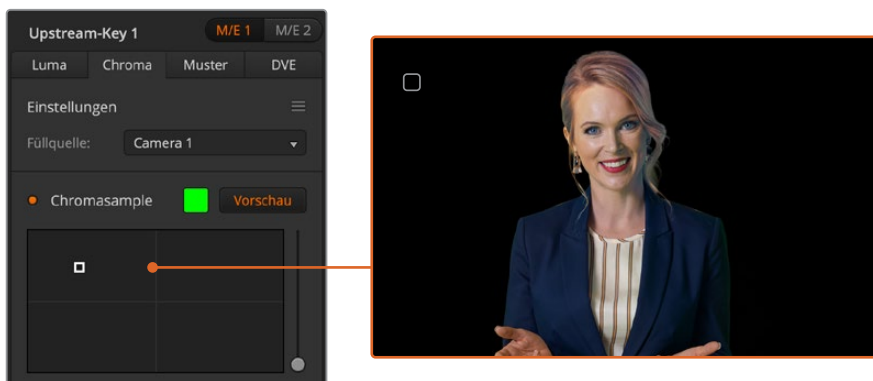 Upstream-Key 1 M/E 1 M/E 2
Luma Chroma Muster DVE
Einstellungen
Füllquelle: Camera 1
Chromasample Vorschau